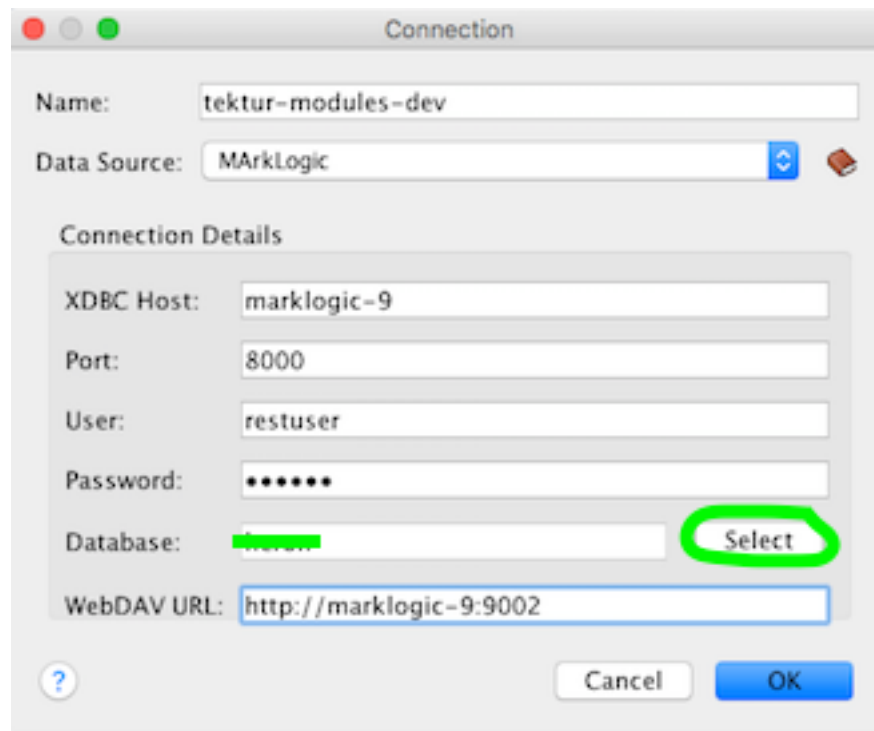 Connection
Name: tektur-modules-dev
Data Source: MArkLogic
Connection Details
XDBC Host: marklogic-9
Port: 8000
User: restuser
Password: ••••••
Database: Select
WebDAV URL: http://marklogic-9:9002
? Cancel OK